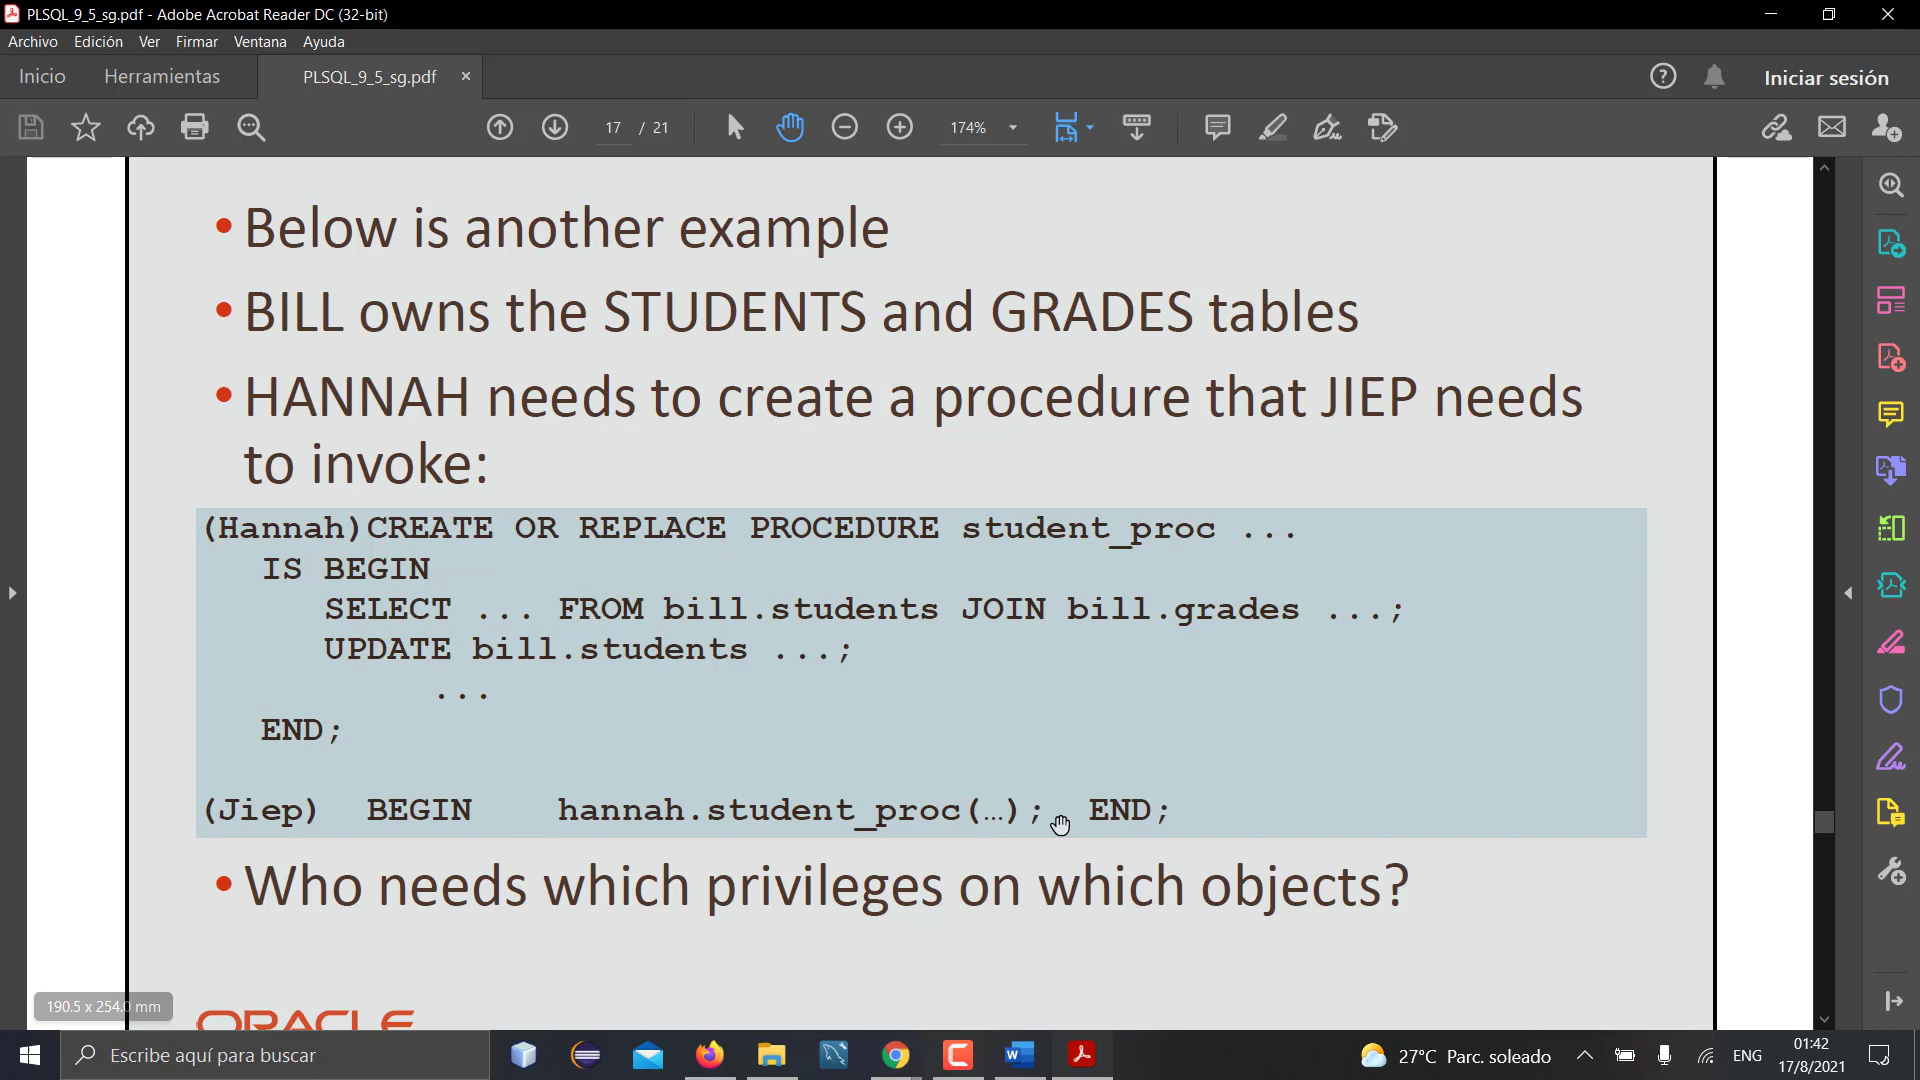 PLSQL_9_5_sg.pdf - Adobe Acrobat Reader DC (32-bit)
Archivo Edición Ver Firmar Ventana Ayuda
Inicio Herramientas PLSQL_9_5_sg.pdf ×
Iniciar sesión
17 / 21 174%
• Below is another example
• BILL owns the STUDENTS and GRADES tables
• HANNAH needs to create a procedure that JIEP needs
to invoke:
(Hannah)CREATE OR REPLACE PROCEDURE student_proc ...
IS BEGIN
SELECT ... FROM bill.students JOIN bill.grades ...;
UPDATE bill.students ...;
...
END;
(Jiep) BEGIN hannah.student_proc(…); END;
• Who needs which privileges on which objects?
190.5 x 254.0 mm
ORACLE
Escribe aquí para buscar
27°C Parc. soleado
ENG
01:42
17/8/2021